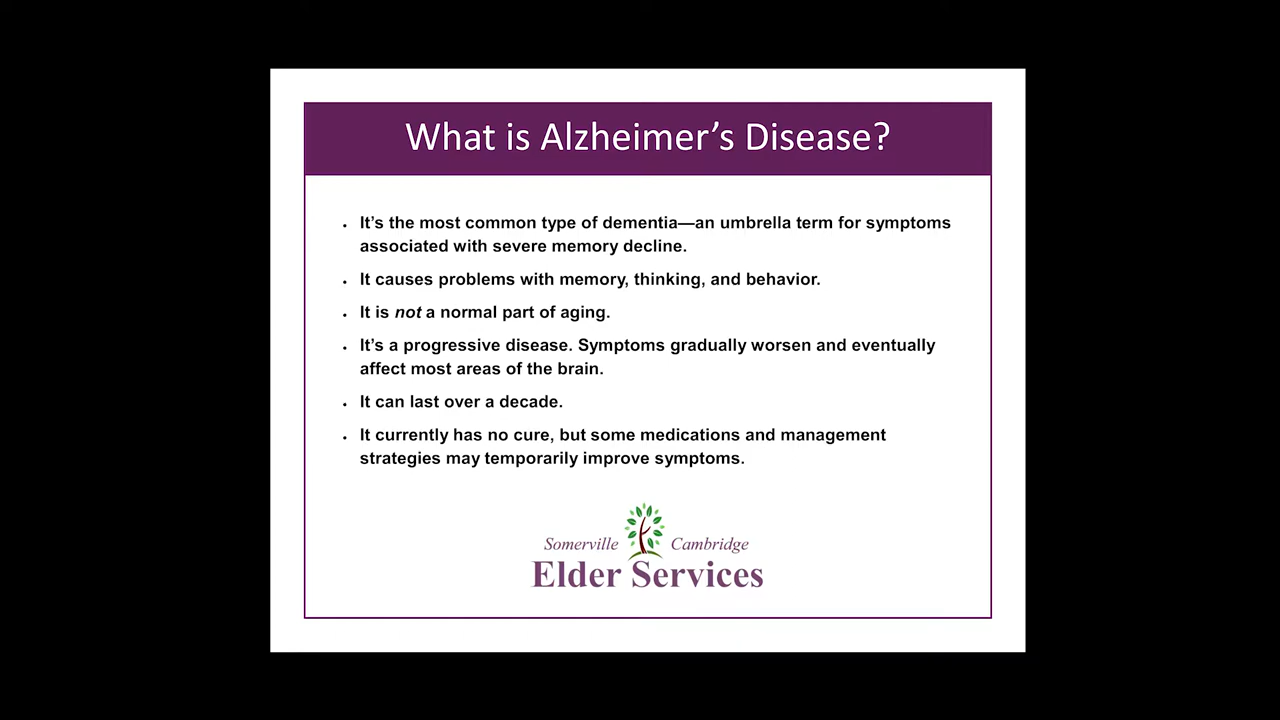 What is Alzheimer’s Disease?
• It’s the most common type of dementia—an umbrella term for symptoms
associated with severe memory decline.
• It causes problems with memory, thinking, and behavior.
• It is not a normal part of aging.
• It’s a progressive disease. Symptoms gradually worsen and eventually
affect most areas of the brain.
• It can last over a decade.
• It currently has no cure, but some medications and management
strategies may temporarily improve symptoms.
Somerville Cambridge
Elder Services